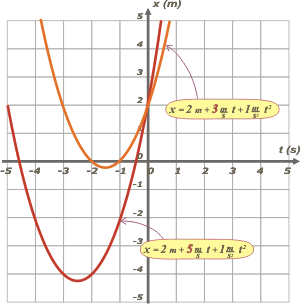 x (m)
5
4
3
x = 2 m + 3 m/s t + 1 m/s² t²
2
1
0
t (s)
-5 -4 -3 -2 -1 0 1 2 3 4 5
-1
-2
x = 2 m + 5 m/s t + 1 m/s² t²
-3
-4
-5